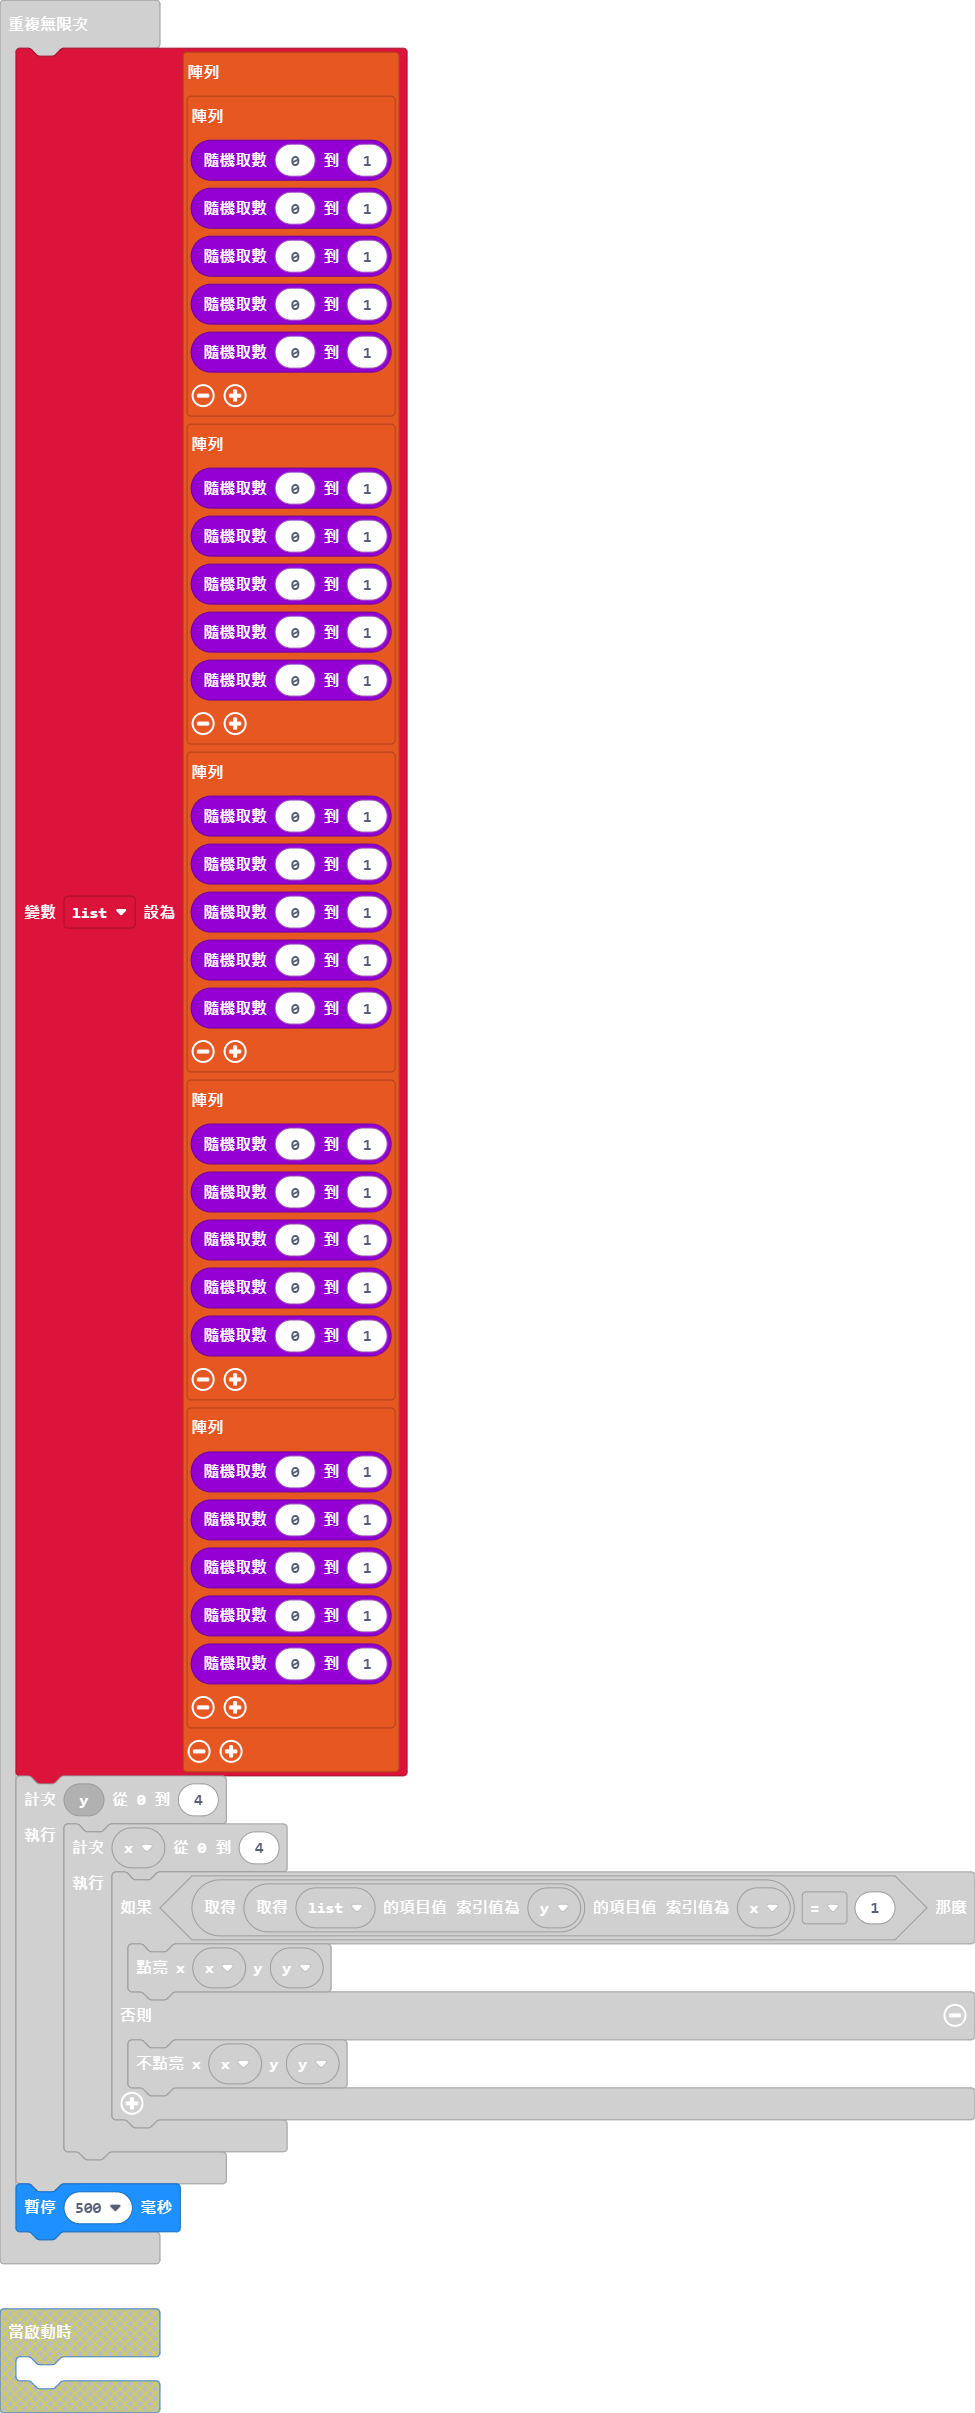 重複無限次
陣列
陣列
隨機取數 0 到 1
隨機取數 0 到 1
隨機取數 0 到 1
隨機取數 0 到 1
隨機取數 0 到 1
陣列
隨機取數 0 到 1
隨機取數 0 到 1
隨機取數 0 到 1
隨機取數 0 到 1
隨機取數 0 到 1
陣列
隨機取數 0 到 1
隨機取數 0 到 1
變數 list 設為 隨機取數 0 到 1
隨機取數 0 到 1
隨機取數 0 到 1
陣列
隨機取數 0 到 1
隨機取數 0 到 1
隨機取數 0 到 1
隨機取數 0 到 1
隨機取數 0 到 1
陣列
隨機取數 0 到 1
隨機取數 0 到 1
隨機取數 0 到 1
隨機取數 0 到 1
隨機取數 0 到 1
計次 y 從 0 到 4
執行
計次 x 從 0 到 4
執行
如果 取得 取得 list 的項目值 索引值為 y 的項目值 索引值為 x = 1 那麼
點亮 x x y y
否則
不點亮 x x y y
暫停 500 毫秒
當啟動時